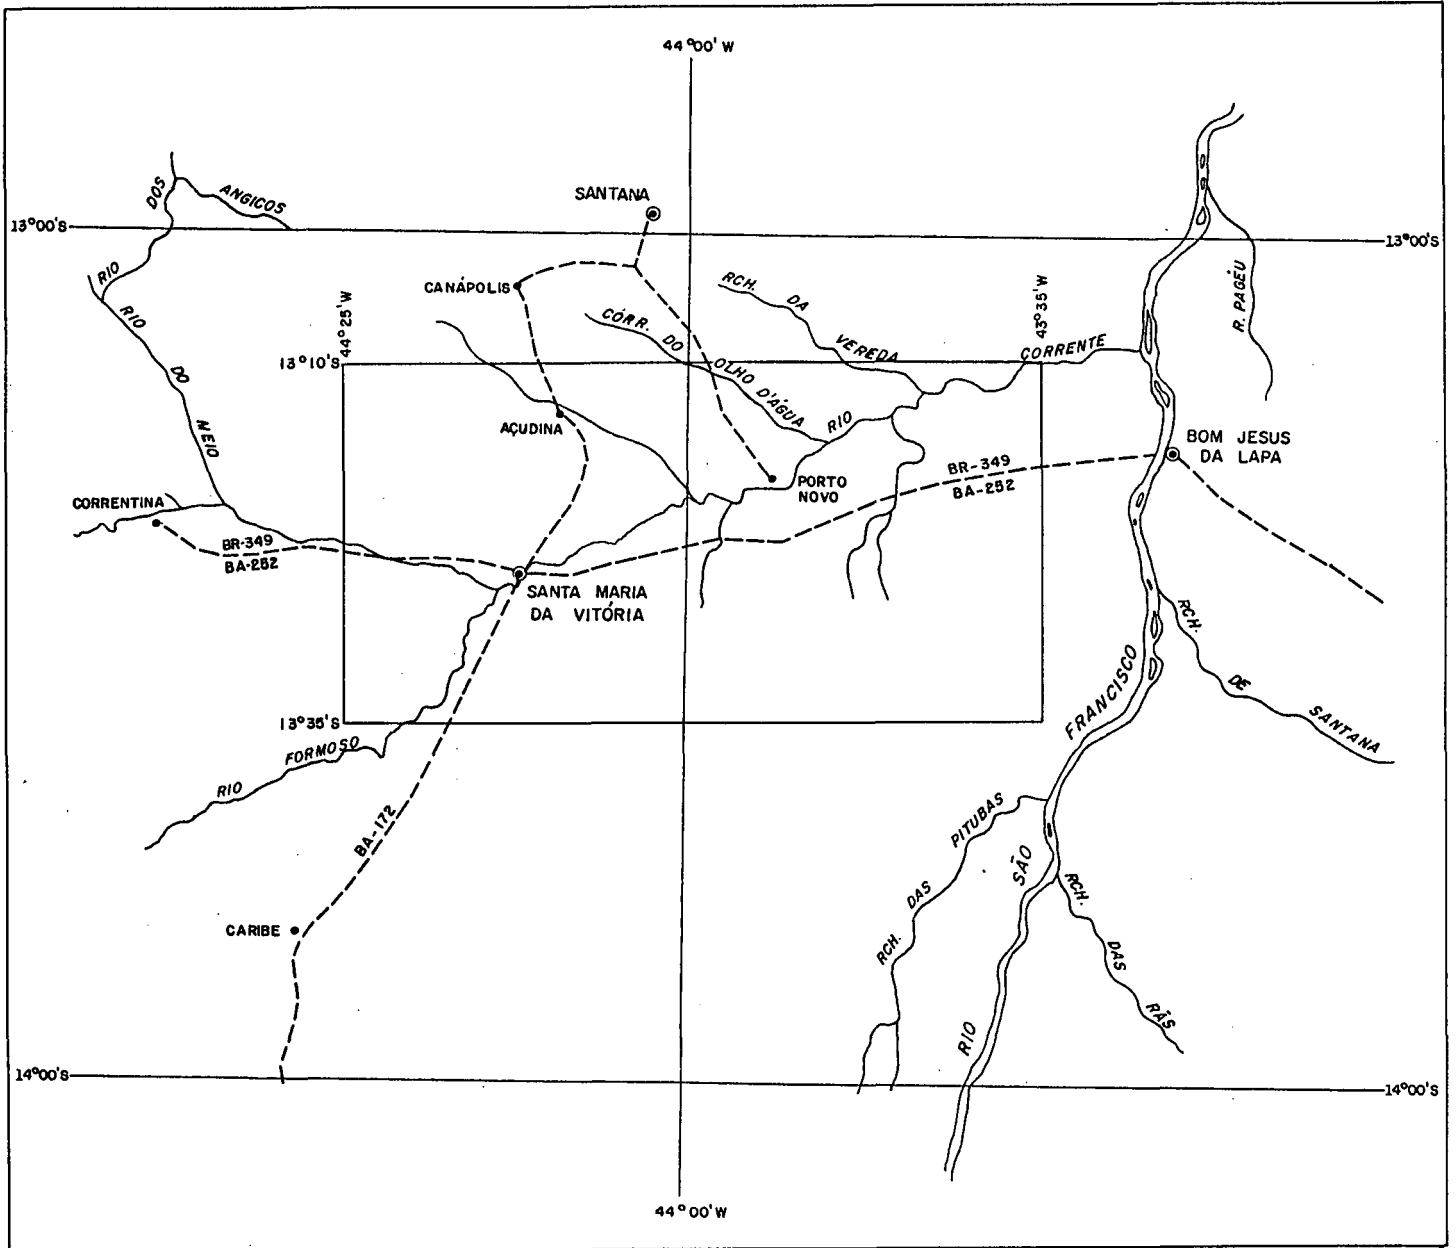 44°00'W
DOS
ANGICOS
SANTANA
13°00'S
13°00'S
RIO
CANÁPOLIS
RCH. DA
VEREDA
R. PAGÉU
RIO
DO
MEIO
44°25'W
CÓRR. DO
OLHO D'ÁGUA
43°35'W
13°10'S
CORRENTE
AÇUDINA
RIO
BOM JESUS
DA LAPA
PORTO
NOVO
BR-349
BA-252
CORRENTINA
BR-349
BA-252
SANTA MARIA
DA VITÓRIA
RCH.
DE
SANTANA
FRANCISCO
13°35'S
FORMOSO
RIO
BA-172
PITUBAS
SÃO
DAS
RCH.
RCH.
DAS
RÃS
CARIBE
RIO
14°00'S
14°00'S
44°00'W